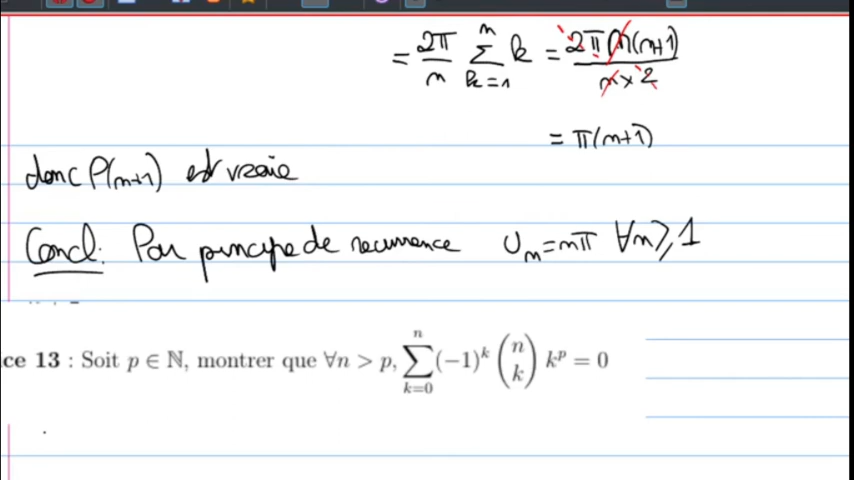 = 2π/n ∑_{k=1}^{n} k = 2π n(n+1) / n×2
= π(n+1)
donc P(n+1) est vraie
Concl: Par principe de recurrence U_n = nπ ∀n ⩾ 1
ce 13 : Soit p ∈ ℕ, montrer que ∀n > p, ∑_{k=0}^{n} (−1)^k (n k) k^p = 0